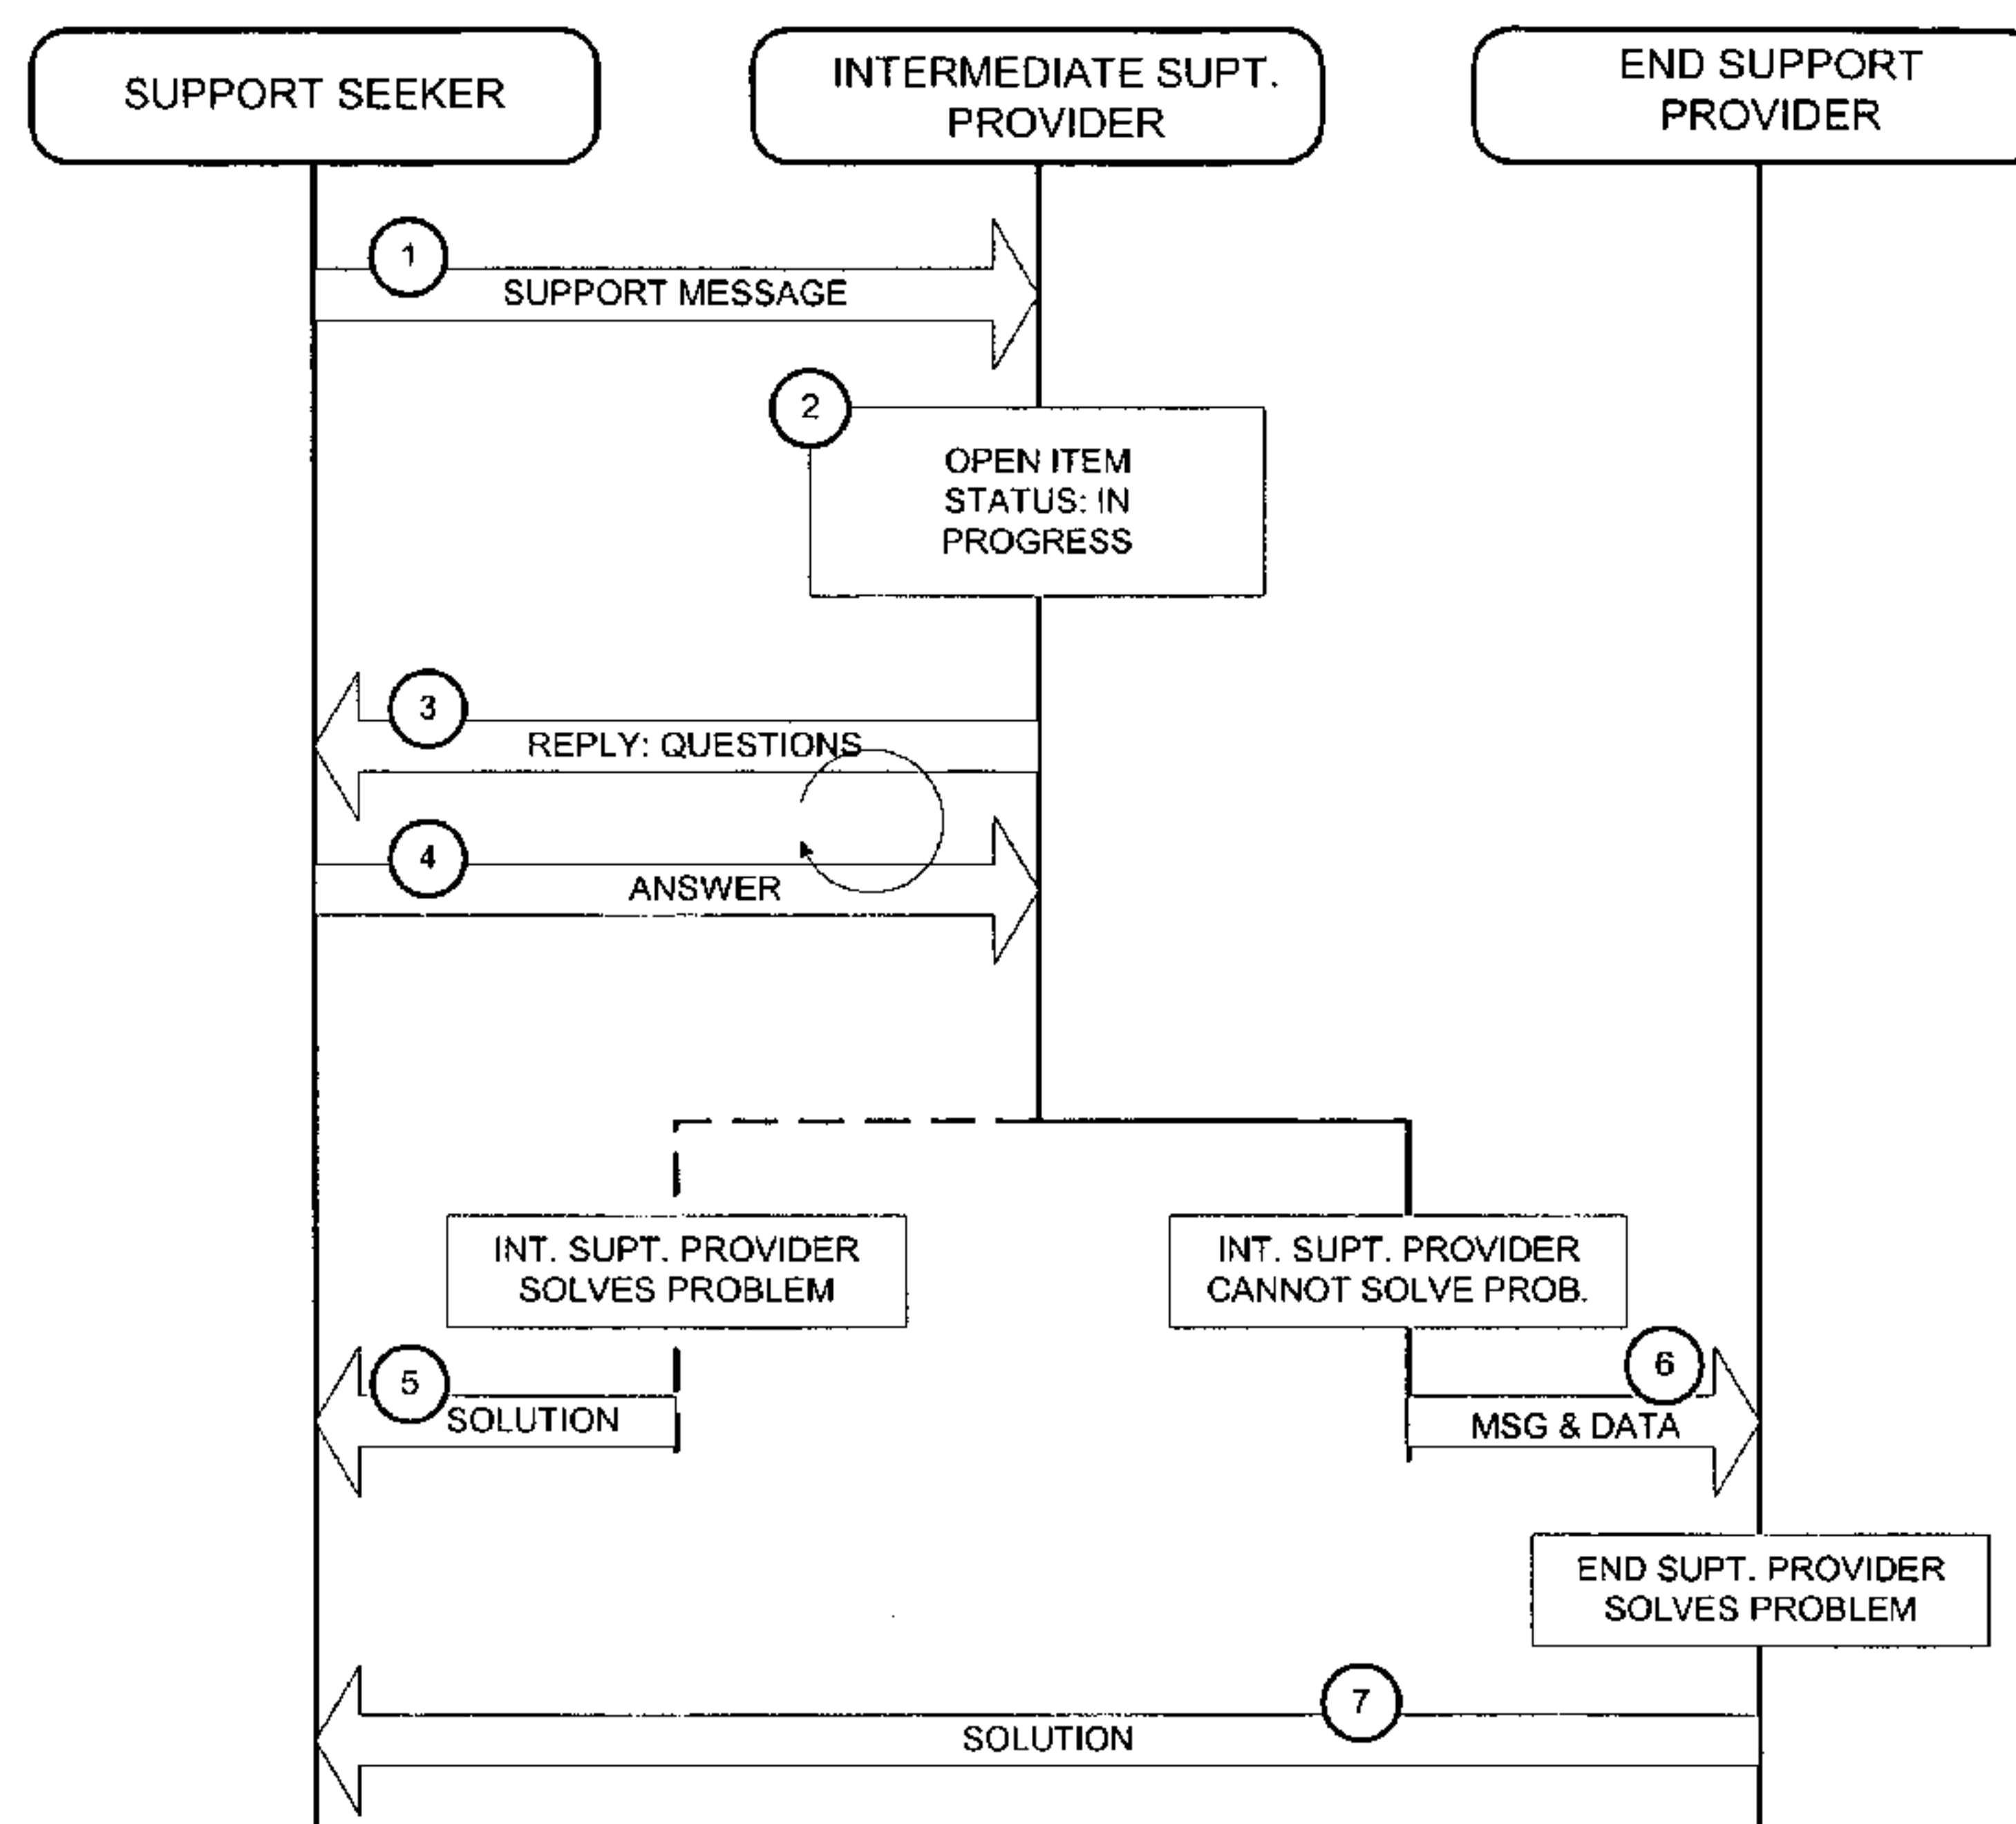 SUPPORT SEEKER
INTERMEDIATE SUPT.
PROVIDER
END SUPPORT
PROVIDER
1
SUPPORT MESSAGE
2
OPEN ITEM
STATUS: IN
PROGRESS
3
REPLY: QUESTIONS
4
ANSWER
INT. SUPT. PROVIDER
SOLVES PROBLEM
INT. SUPT. PROVIDER
CANNOT SOLVE PROB.
5
SOLUTION
6
MSG & DATA
END SUPT. PROVIDER
SOLVES PROBLEM
7
SOLUTION